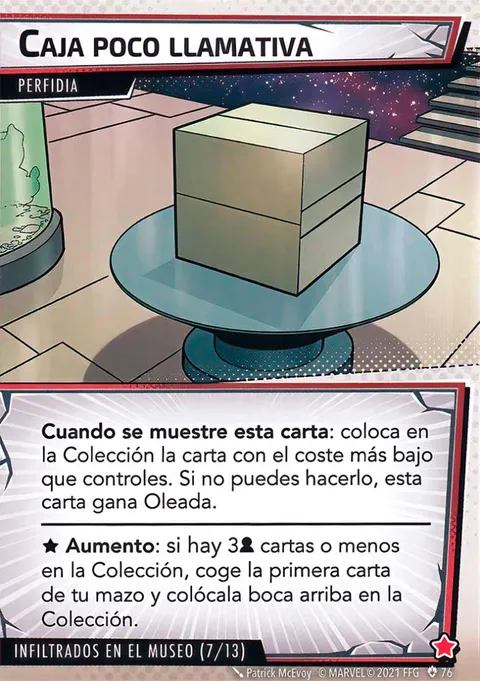 CAJA POCO LLAMATIVA
PERFIDIA
Cuando se muestre esta carta: coloca en
la Colección la carta con el coste más bajo
que controles. Si no puedes hacerlo, esta
carta gana Oleada.
★ Aumento: si hay 3👤 cartas o menos
en la Colección, coge la primera carta
de tu mazo y colócala boca arriba en la
Colección.
INFILTRADOS EN EL MUSEO (7/13)
Patrick McEvoy © MARVEL © 2021 FFG 76